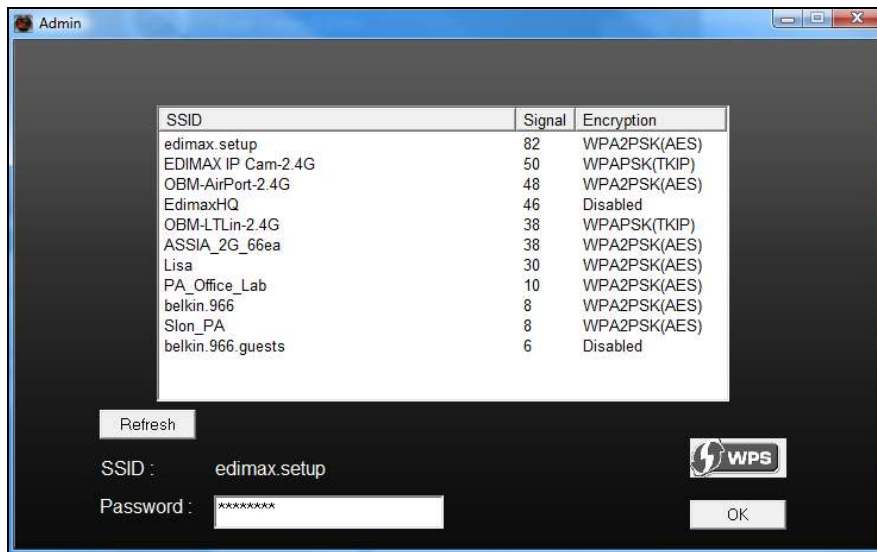 Admin
SSID Signal Encryption
edimax.setup 82 WPA2PSK(AES)
EDIMAX IP Cam-2.4G 50 WPAPSK(TKIP)
OBM-AirPort-2.4G 48 WPA2PSK(AES)
EdimaxHQ 46 Disabled
OBM-LTLin-2.4G 38 WPAPSK(TKIP)
ASSIA_2G_66ea 38 WPA2PSK(AES)
Lisa 30 WPA2PSK(AES)
PA_Office_Lab 10 WPA2PSK(AES)
belkin.966 8 WPA2PSK(AES)
Slon_PA 8 WPA2PSK(AES)
belkin.966.guests 6 Disabled
Refresh
SSID : edimax.setup
WPS
Password : ********
OK